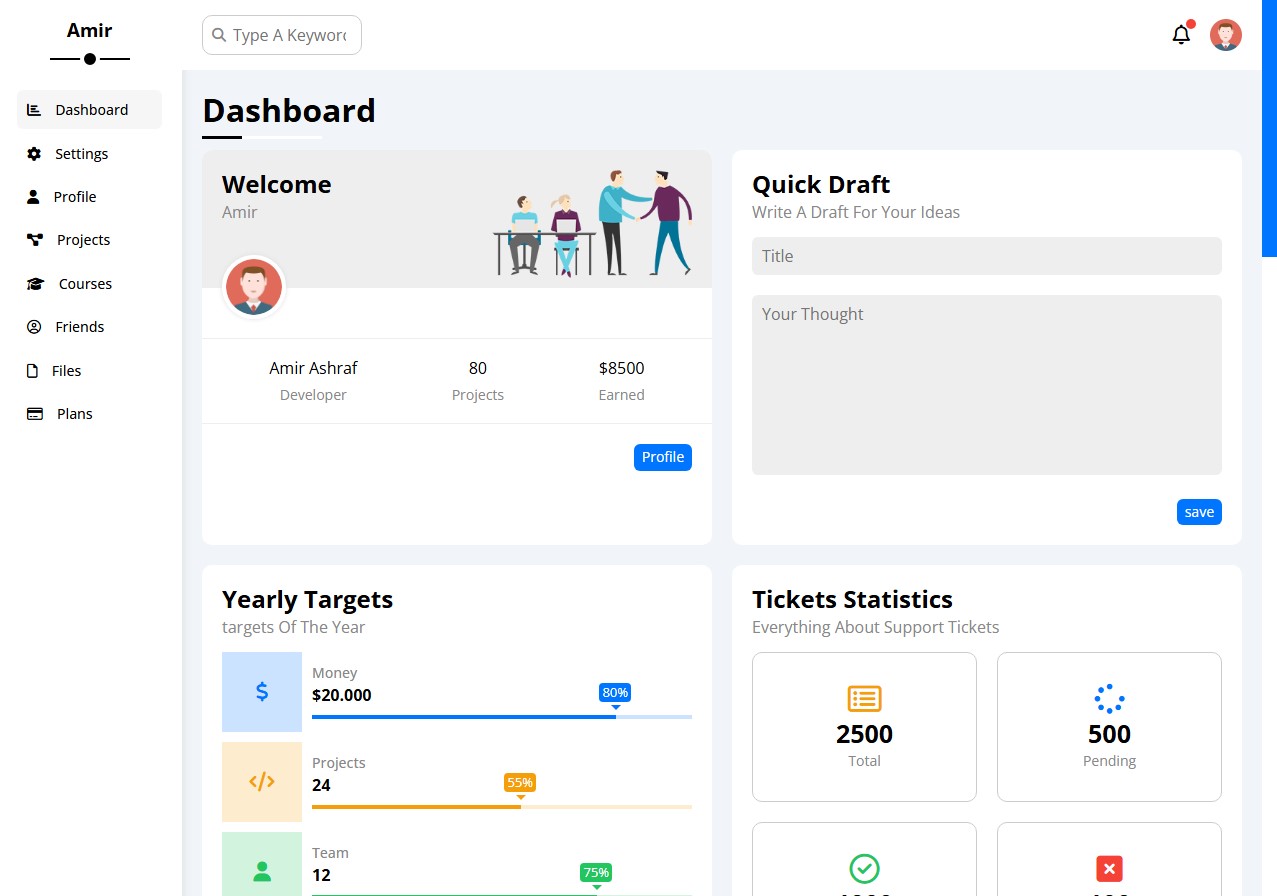 Amir
Dashboard
Settings
Profile
Projects
Courses
Friends
Files
Plans
Type A Keyword
Dashboard
Welcome
Amir
Amir Ashraf
Developer
80
Projects
$8500
Earned
Profile
Quick Draft
Write A Draft For Your Ideas
Title
Your Thought
save
Yearly Targets
targets Of The Year
Money
$20.000
80%
Projects
24
55%
Team
12
75%
Tickets Statistics
Everything About Support Tickets
2500
Total
500
Pending